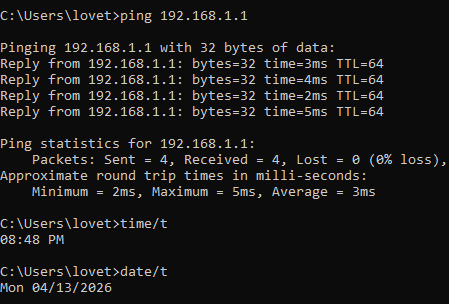 C:\Users\lovet>ping 192.168.1.1
Pinging 192.168.1.1 with 32 bytes of data:
Reply from 192.168.1.1: bytes=32 time=3ms TTL=64
Reply from 192.168.1.1: bytes=32 time=4ms TTL=64
Reply from 192.168.1.1: bytes=32 time=2ms TTL=64
Reply from 192.168.1.1: bytes=32 time=5ms TTL=64
Ping statistics for 192.168.1.1:
    Packets: Sent = 4, Received = 4, Lost = 0 (0% loss),
Approximate round trip times in milli-seconds:
    Minimum = 2ms, Maximum = 5ms, Average = 3ms
C:\Users\lovet>time/t
08:48 PM
C:\Users\lovet>date/t
Mon 04/13/2026